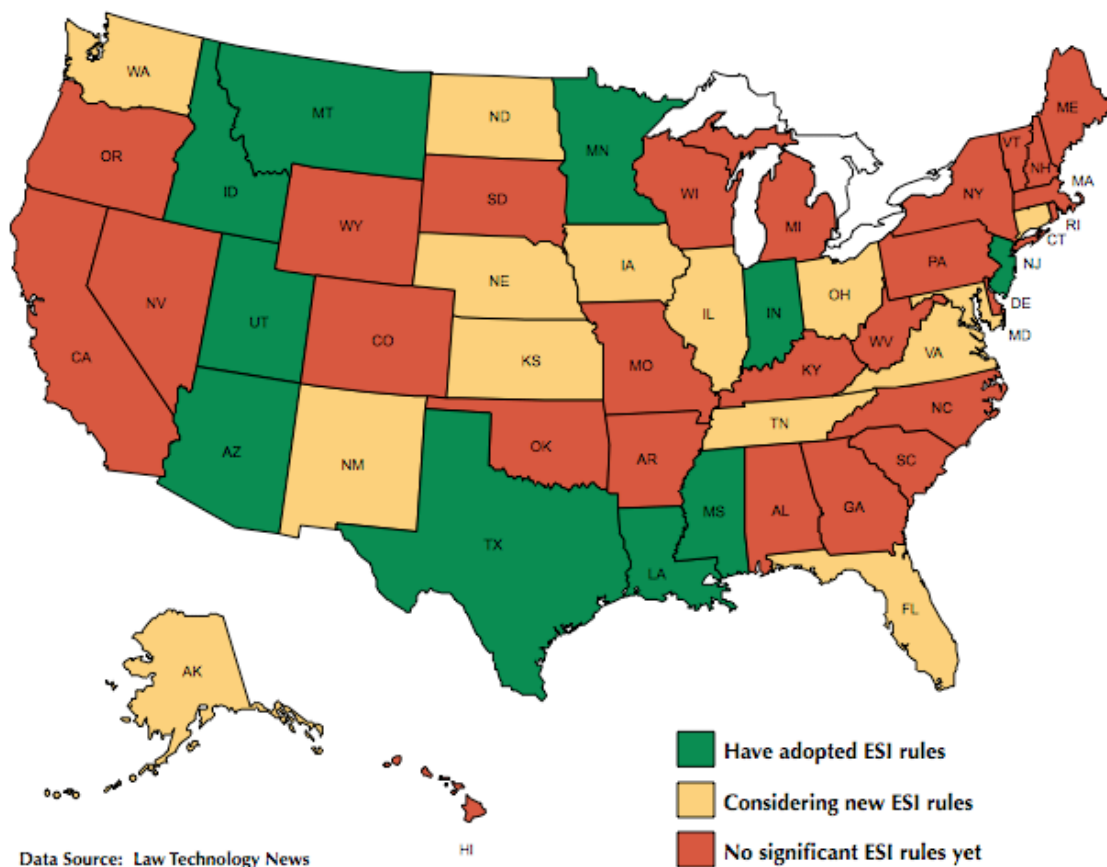 WA
MT
ND
MN
ME
OR
ID
WY
SD
WI
MI
VT
NH
NY
MA
RI
CT
NV
UT
CO
NE
IA
IL
IN
OH
PA
NJ
DE
MD
CA
KS
MO
KY
WV
VA
AZ
NM
OK
AR
TN
NC
SC
TX
LA
MS
AL
GA
FL
AK
HI
Have adopted ESI rules
Considering new ESI rules
No significant ESI rules yet
Data Source: Law Technology News